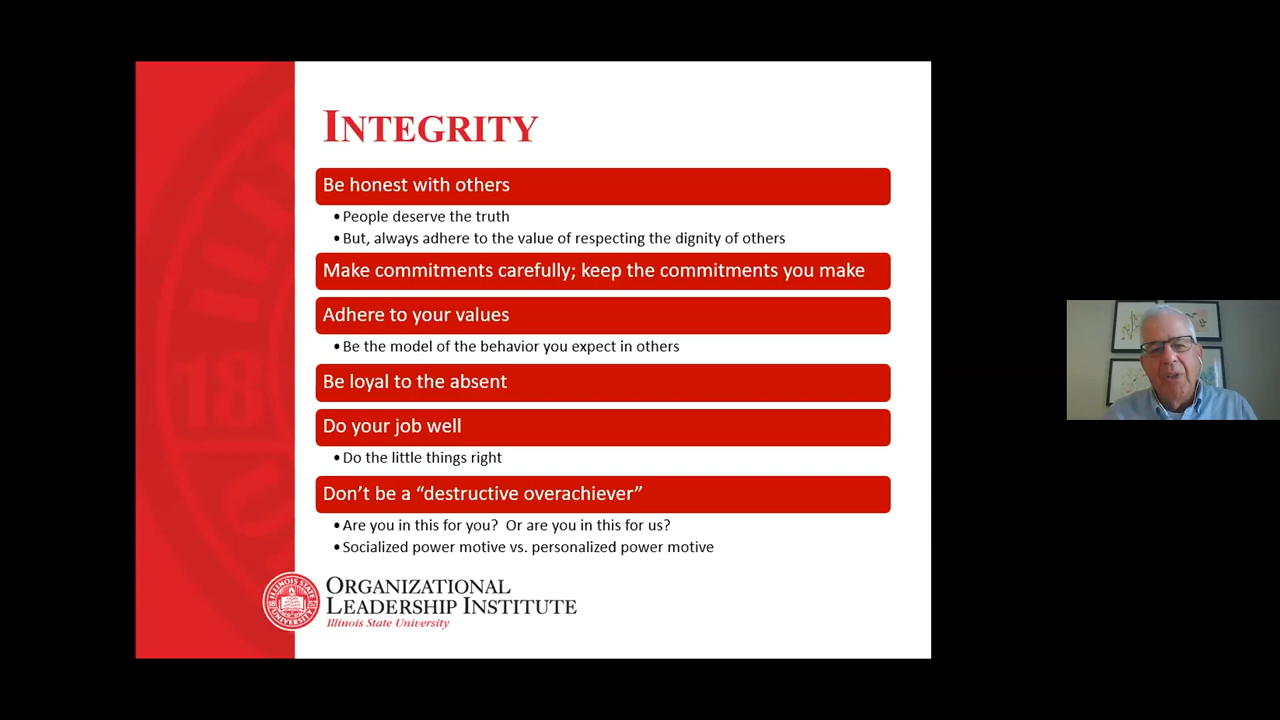 INTEGRITY
Be honest with others
•People deserve the truth
•But, always adhere to the value of respecting the dignity of others
Make commitments carefully; keep the commitments you make
Adhere to your values
•Be the model of the behavior you expect in others
Be loyal to the absent
Do your job well
•Do the little things right
Don’t be a “destructive overachiever”
•Are you in this for you?  Or are you in this for us?
•Socialized power motive vs. personalized power motive
ORGANIZATIONAL
LEADERSHIP INSTITUTE
Illinois State University
ILLINOIS STATE
UNIVERSITY